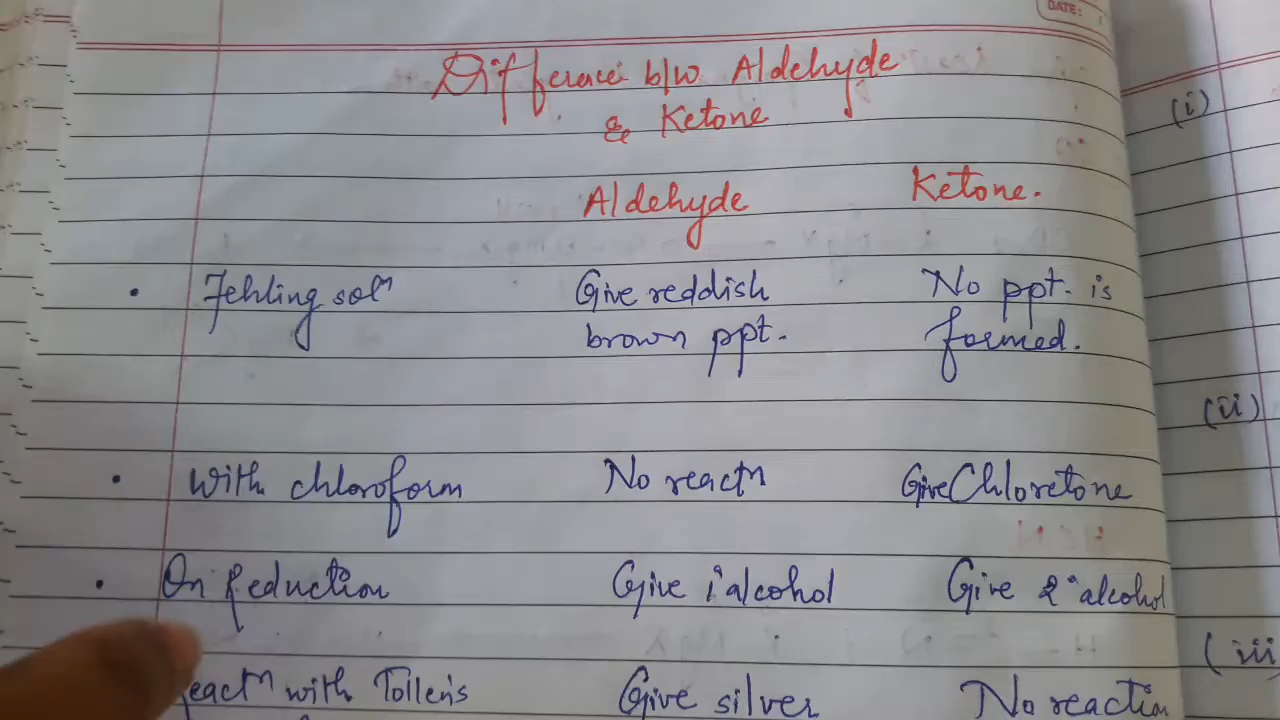 DATE:
Difference b/w Aldehyde
& Ketone
Aldehyde Ketone.
• Fehling solⁿ Give reddish No ppt. is
brown ppt. formed.
• With chloroform No reactⁿ Give Chloretone
• On Reduction Give 1° alcohol Give 2° alcohol
Reactⁿ with Tollen's Give silver No reaction
(i)
(ii)
(iii